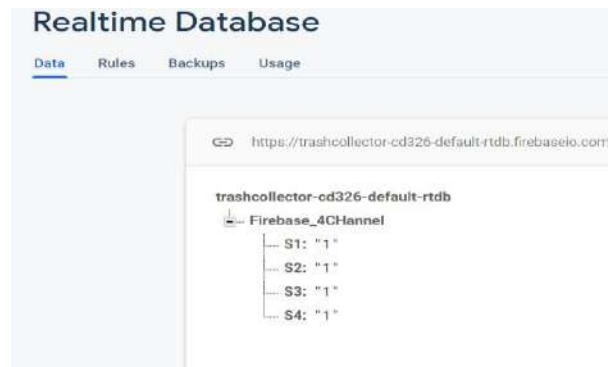 Realtime Database
Data Rules Backups Usage
https://trashcollector-cd326-default-rtdb.firebaseio.com
trashcollector-cd326-default-rtdb
Firebase_4CHannel
S1: "1"
S2: "1"
S3: "1"
S4: "1"